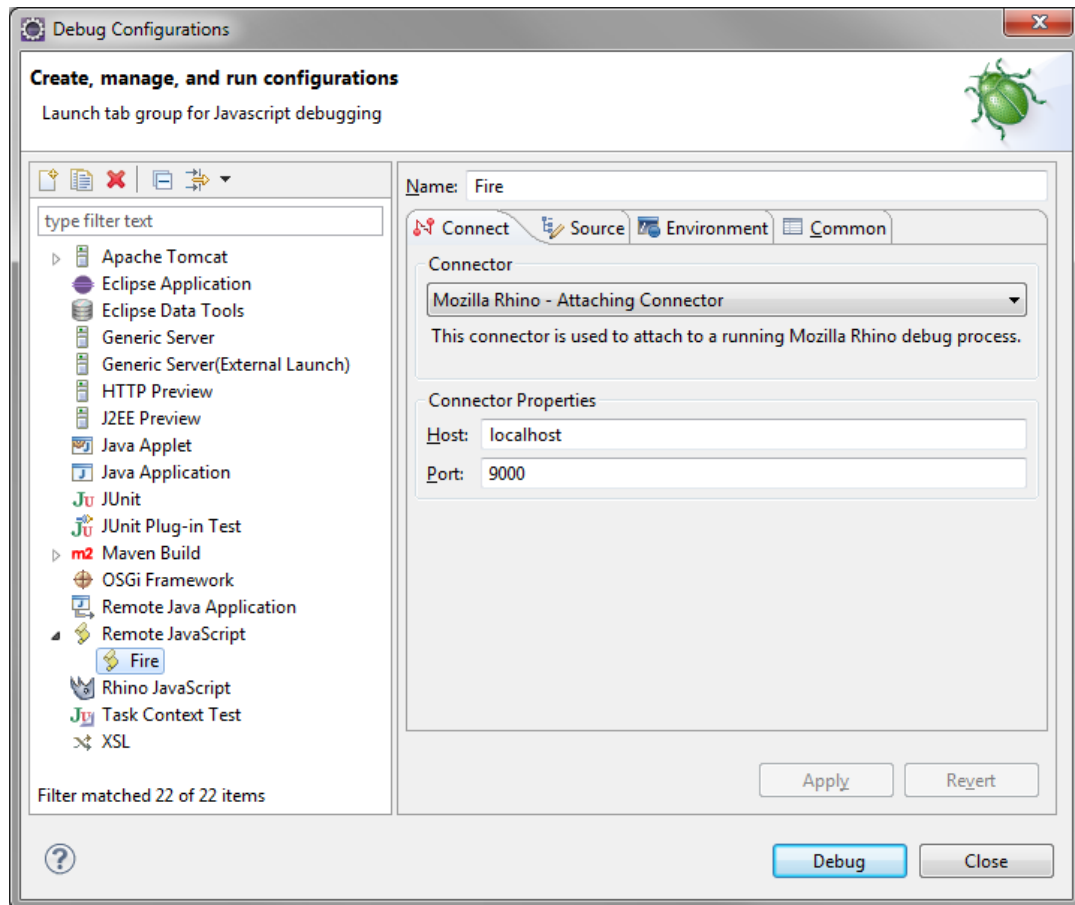 Debug Configurations
Create, manage, and run configurations
Launch tab group for Javascript debugging
type filter text
Apache Tomcat
Eclipse Application
Eclipse Data Tools
Generic Server
Generic Server(External Launch)
HTTP Preview
J2EE Preview
Java Applet
Java Application
Ju JUnit
Jü JUnit Plug-in Test
m2 Maven Build
OSGi Framework
Remote Java Application
Remote JavaScript
Fire
Rhino JavaScript
Ju Task Context Test
XSL
Filter matched 22 of 22 items
Name: Fire
Connect Source Environment Common
Connector
Mozilla Rhino - Attaching Connector
This connector is used to attach to a running Mozilla Rhino debug process.
Connector Properties
Host: localhost
Port: 9000
Apply Revert
? Debug Close